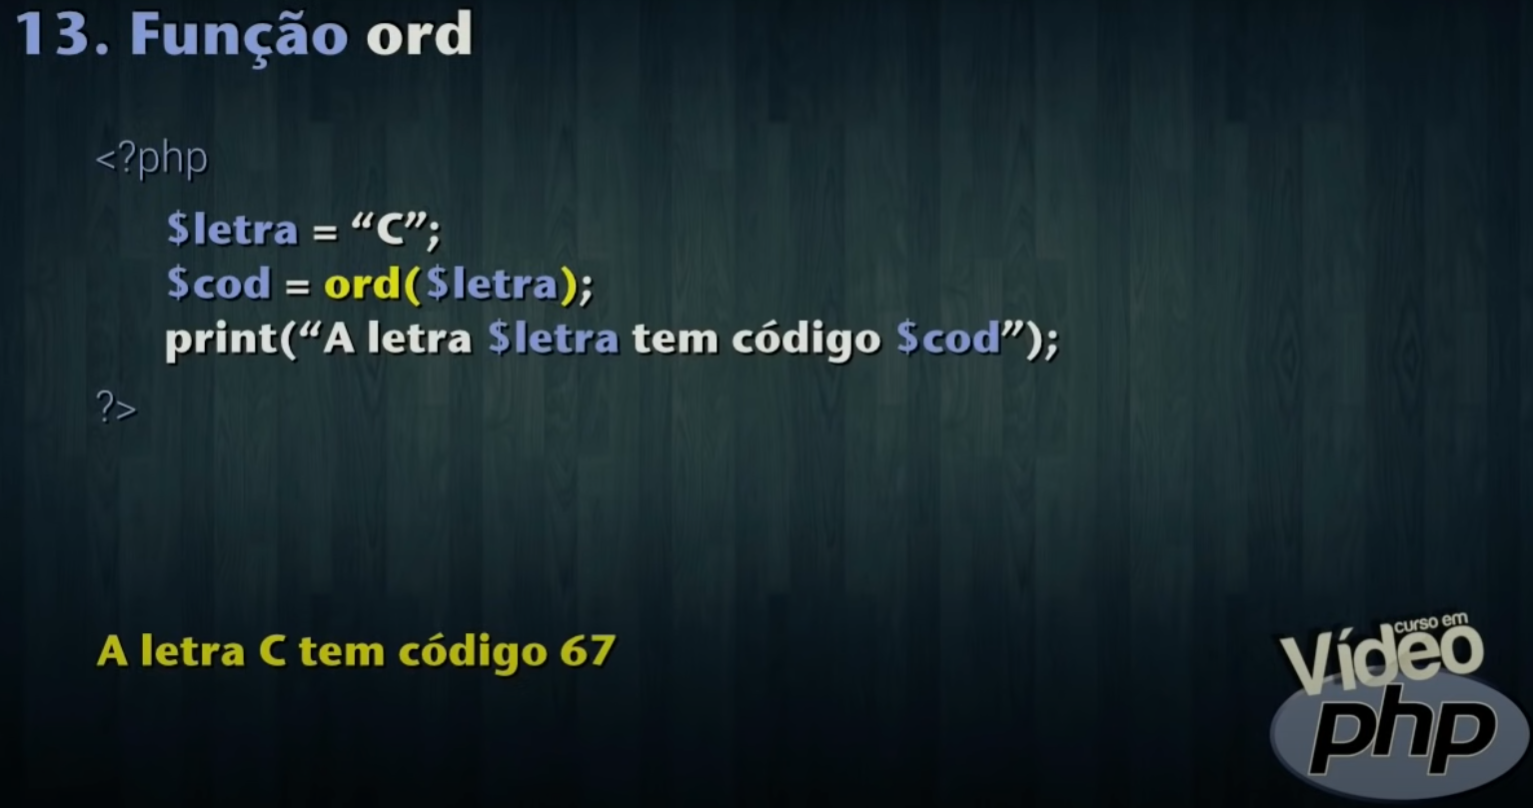 13. Função ord
<?php
$letra = “C”;
$cod = ord($letra);
print(“A letra $letra tem código $cod”);
?>
A letra C tem código 67
curso em
Vídeo
php